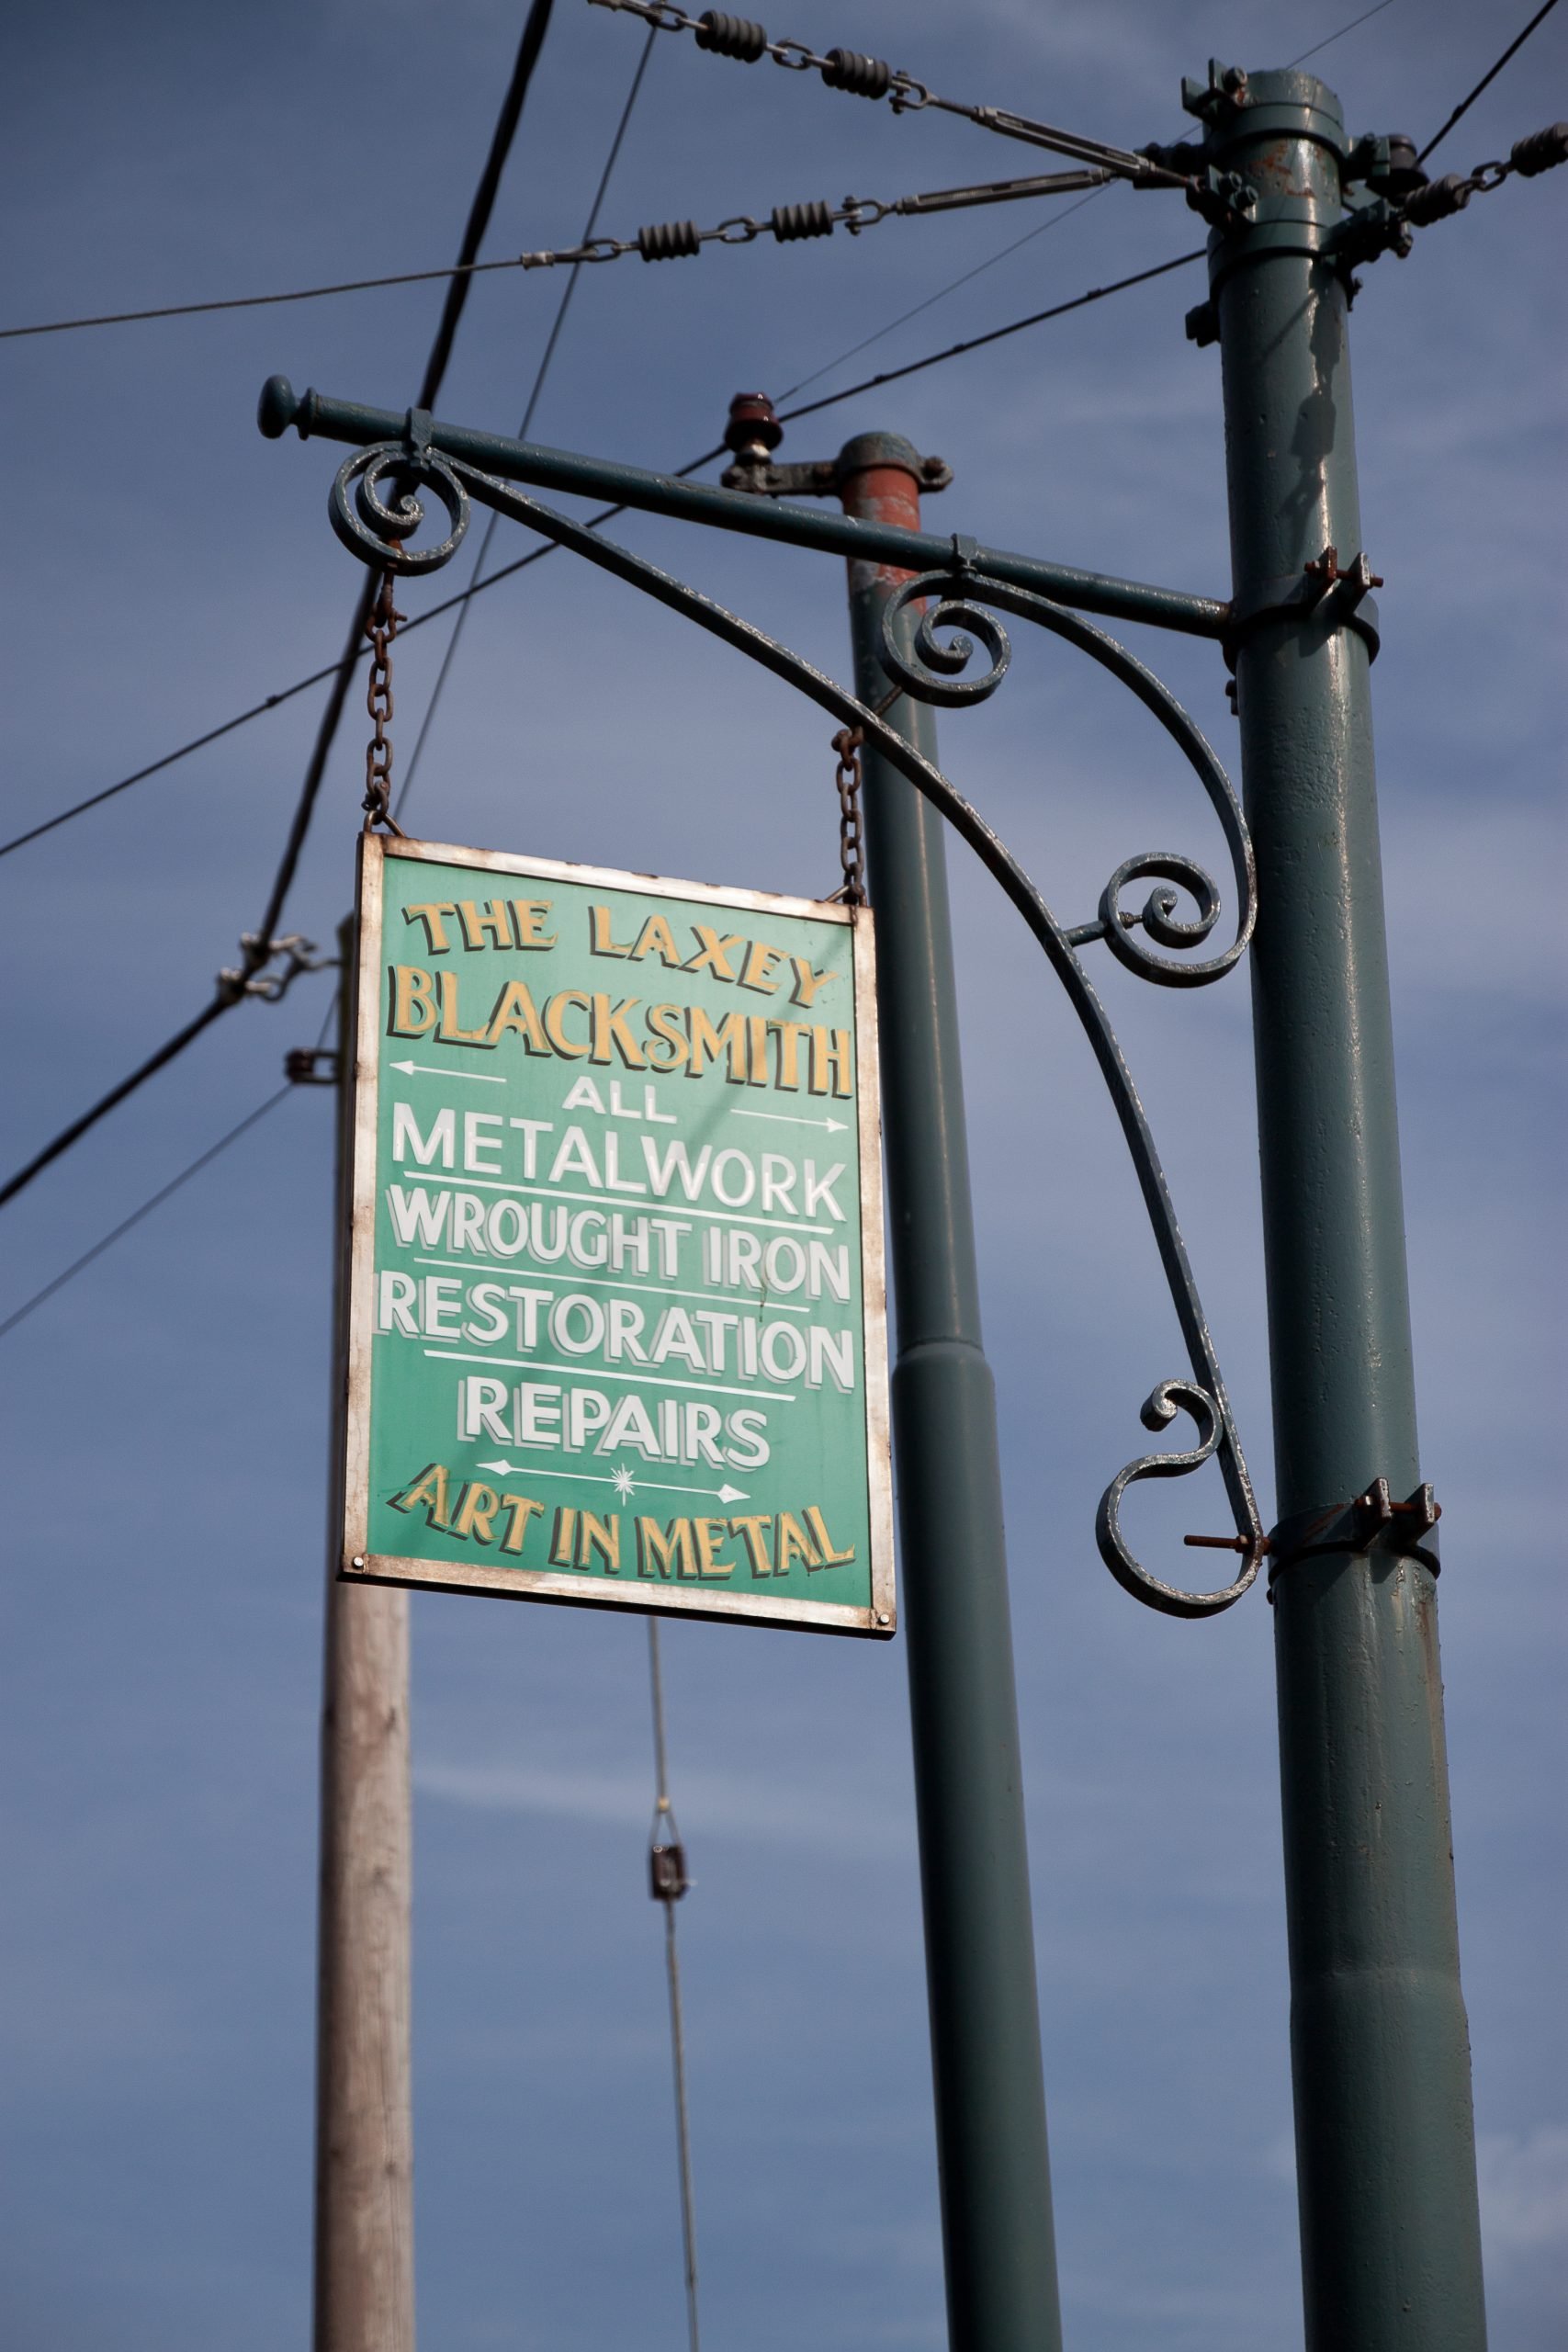 THE LAXEY
BLACKSMITH
ALL
METALWORK
WROUGHT IRON
RESTORATION
REPAIRS
ART IN METAL